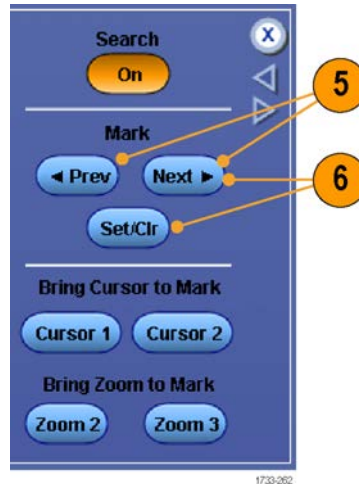 Search
X
On
5
Mark
◄ Prev
Next ►
6
Set/Clr
Bring Cursor to Mark
Cursor 1
Cursor 2
Bring Zoom to Mark
Zoom 2
Zoom 3
1733-262